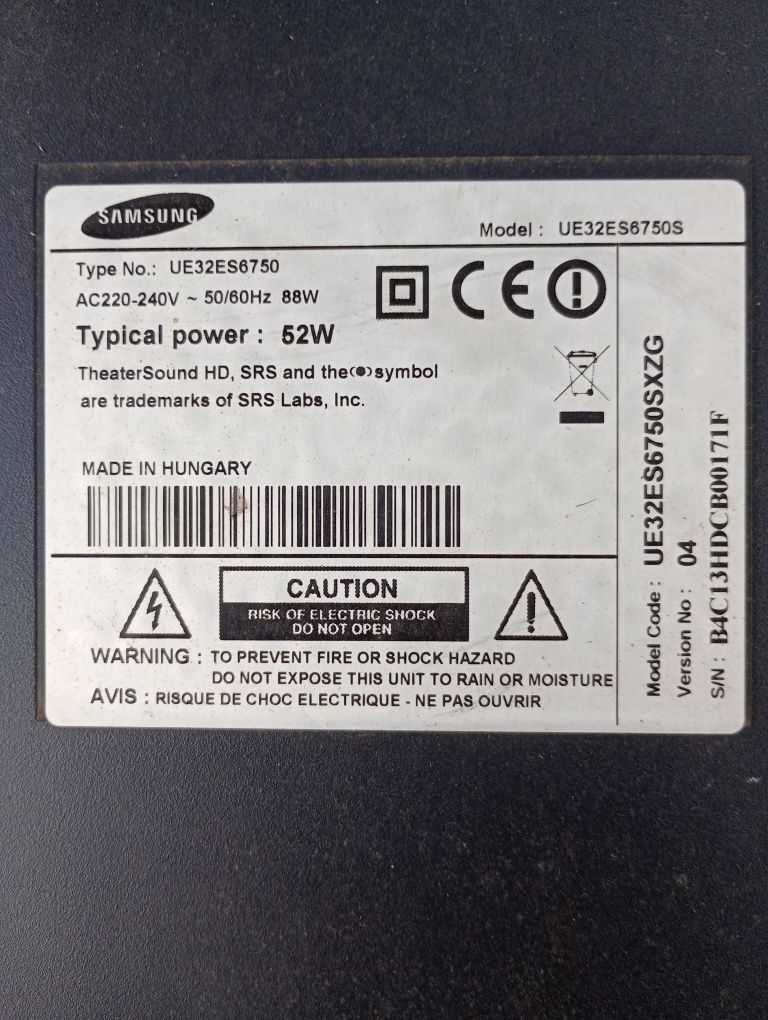 SAMSUNG
Model : UE32ES6750S
Type No.: UE32ES6750
AC220-240V ~ 50/60Hz 88W
Typical power : 52W
TheaterSound HD, SRS and the symbol
are trademarks of SRS Labs, Inc.
MADE IN HUNGARY
CE
CAUTION
RISK OF ELECTRIC SHOCK
DO NOT OPEN
WARNING : TO PREVENT FIRE OR SHOCK HAZARD
DO NOT EXPOSE THIS UNIT TO RAIN OR MOISTURE
AVIS : RISQUE DE CHOC ELECTRIQUE - NE PAS OUVRIR
Model Code : UE32ES6750SXZG
Version No : 04
S/N : B4C13HDCB00171F